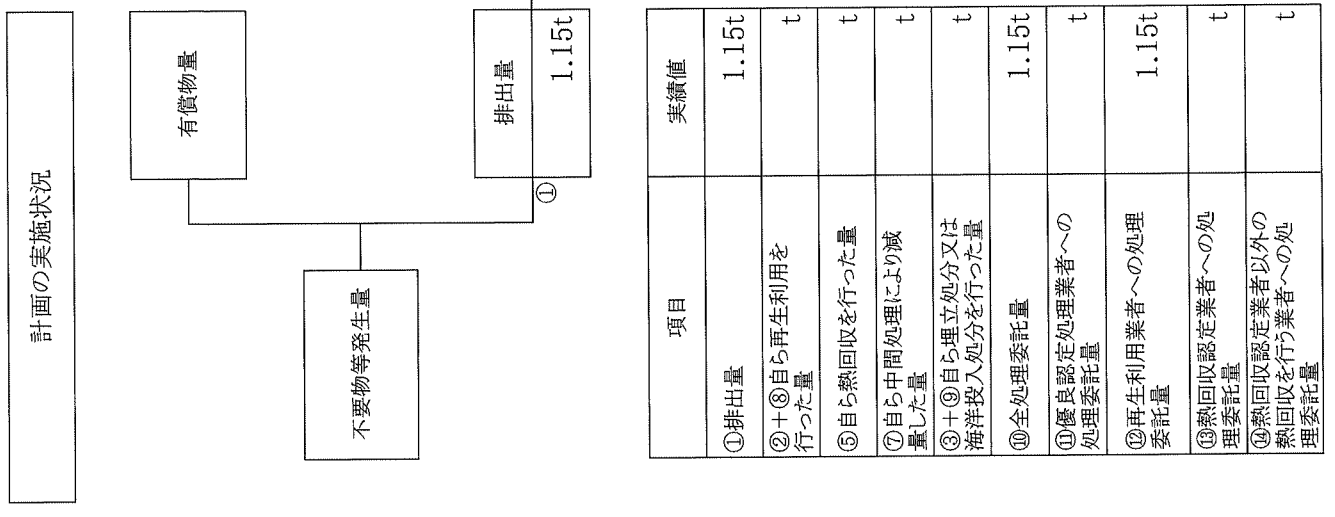 計画の実施状況
有償物量
不要物等発生量
①
排出量
1.15t
項目 実績値
①排出量 1.15t
②+⑧自ら再生利用を
行った量 t
⑤自ら熱回収を行った量 t
⑦自ら中間処理により減
量した量 t
③+⑨自ら埋立処分又は
海洋投入処分を行った量 t
⑩全処理委託量 1.15t
⑪優良認定処理業者への
処理委託量 t
⑫再生利用業者への処理
委託量 1.15t
⑬熱回収認定業者への処
理委託量 t
⑭熱回収認定業者以外の
熱回収を行う業者への処
理委託量 t